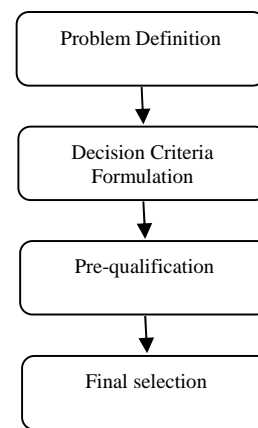 Problem Definition
Decision Criteria
Formulation
Pre-qualification
Final selection